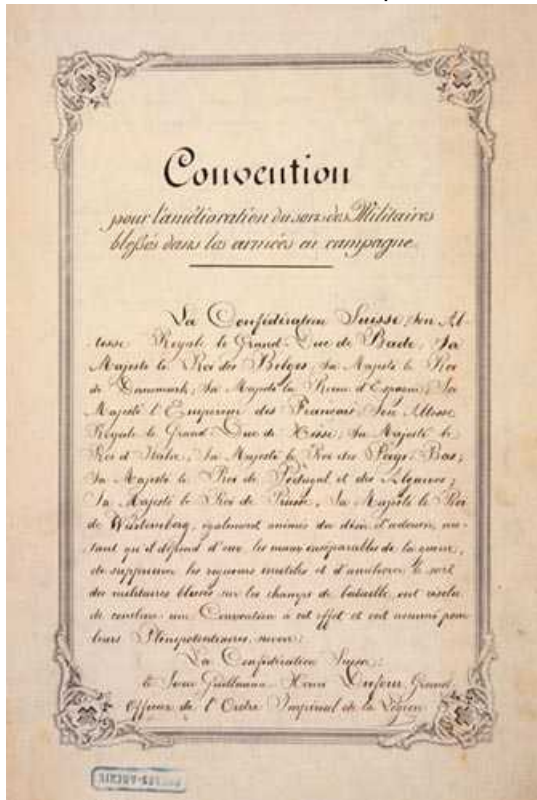 Convention
pour l'amélioration du sort des Militaires
blessés dans les armées en campagne
La Confédération Suisse; Son Al-
tesse Royale le Grand-Duc de Bade; Sa
Majesté le Roi des Belges; Sa Majesté le Roi
de Danemark; Sa Majesté la Reine d'Espagne; Sa
Majesté l'Empereur des Français; Son Altesse
Royale le Grand-Duc de Hesse; Sa Majesté le
Roi d'Italie; Sa Majesté le Roi des Pays-Bas;
Sa Majesté le Roi de Portugal et des Algarves;
Sa Majesté le Roi de Prusse, Sa Majesté le Roi
de Würtemberg, également animés du désir d'adoucir, au-
tant qu'il dépend d'eux, les maux inséparables de la guerre,
de supprimer les rigueurs inutiles et d'améliorer le sort
des militaires blessés sur les champs de bataille, ont résolu
de conclure une Convention à cet effet et ont nommé pour
leurs Plénipotentiaires, savoir:
La Confédération Suisse:
le Sieur Guillaume-Henri Dufour, Grand
Officier de l'Ordre Impérial de la Légion